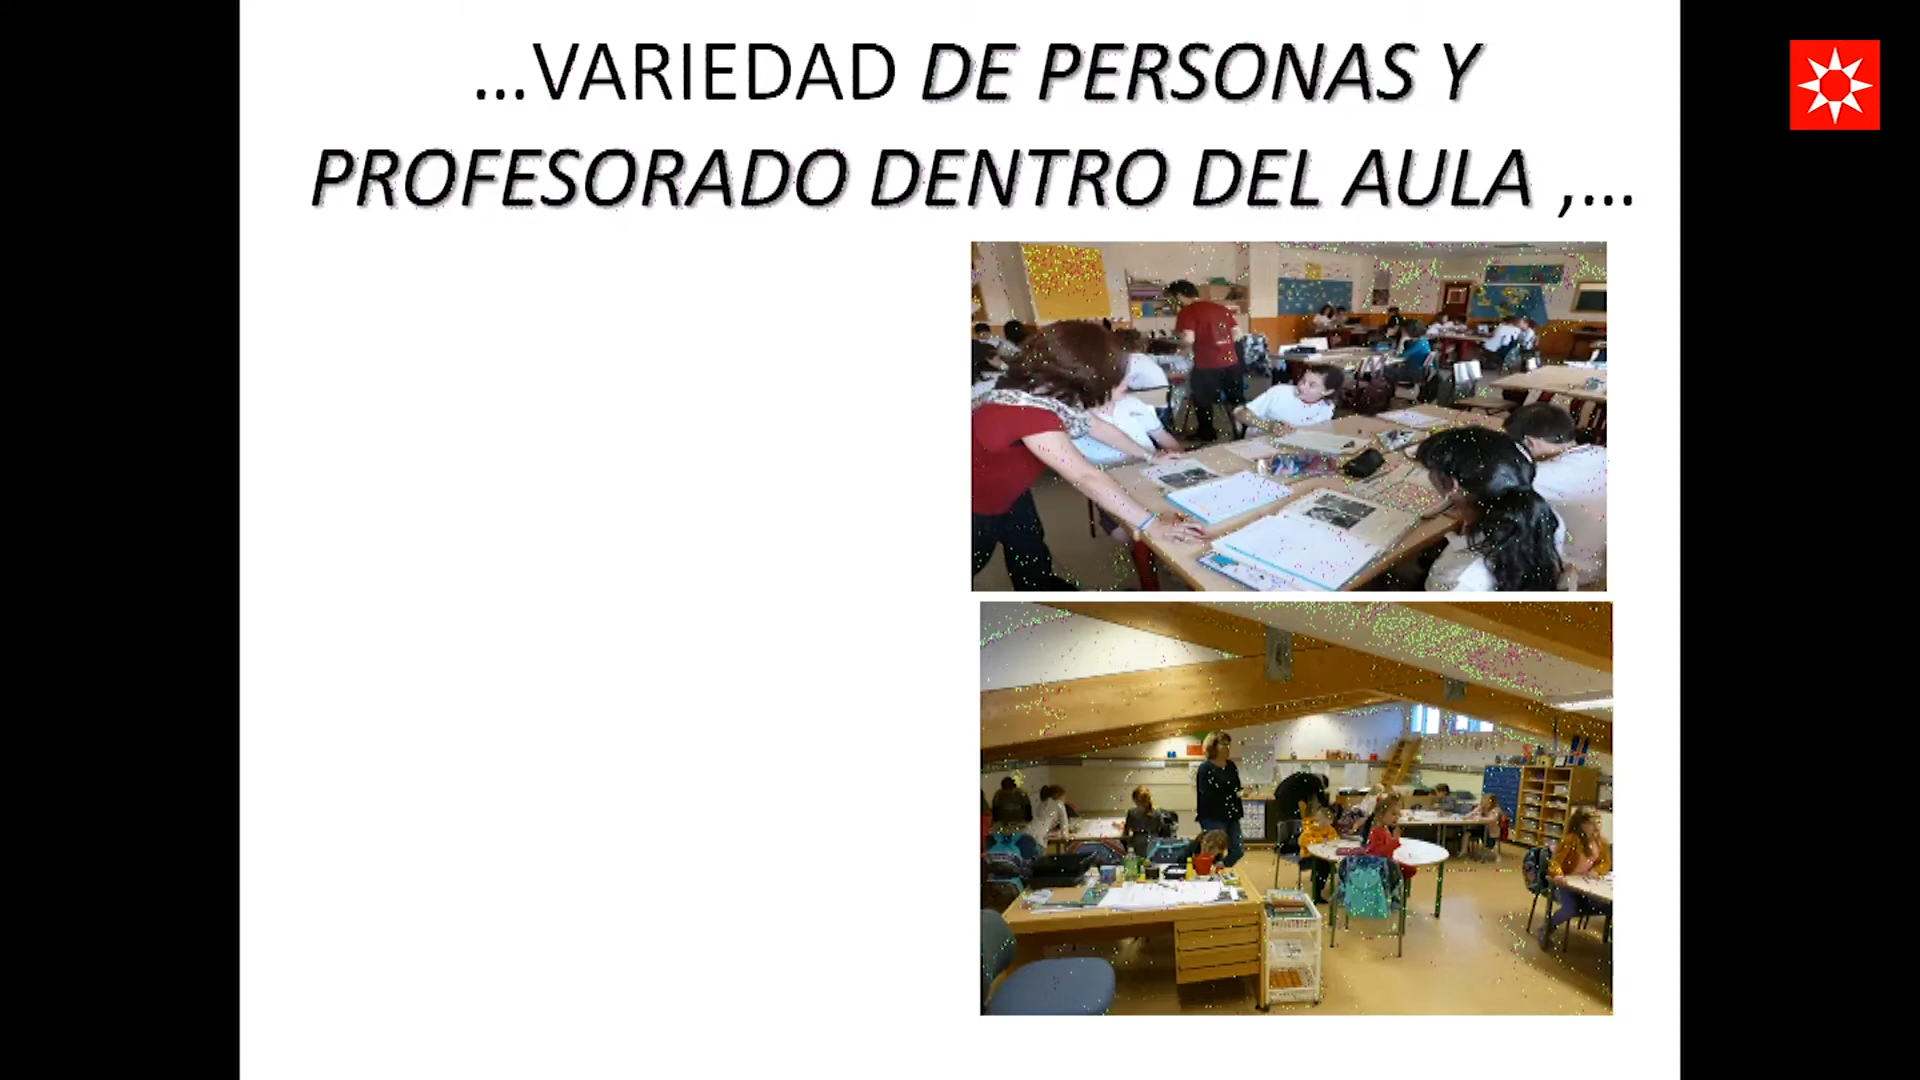 ...VARIEDAD DE PERSONAS Y
PROFESORADO DENTRO DEL AULA ,...